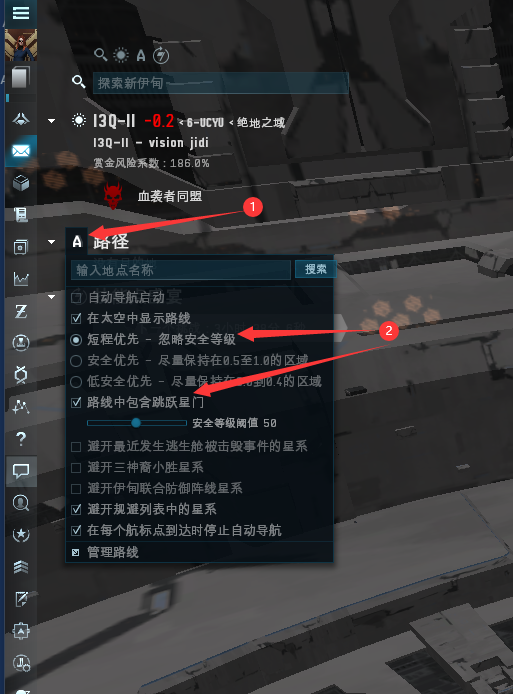 探索新伊甸
I3Q-II -0.2 < 6-UCYU < 绝地之域
I3Q-II - vision jidi
赏金风险系数：186.0%
血袭者同盟
1
A 路径
输入地点名称 搜索
自动导航启动
在太空中显示路线
短程优先 - 忽略安全等级
2
安全优先 - 尽量保持在0.5至1.0的区域
低安全优先 - 尽量保持在0.0到0.4的区域
路线中包含跳跃星门
安全等级阈值 50
避开最近发生逃生舱被击毁事件的星系
避开三神裔小胜星系
避开伊甸联合防御阵线星系
避开规避列表中的星系
在每个航标点到达时停止自动导航
管理路线